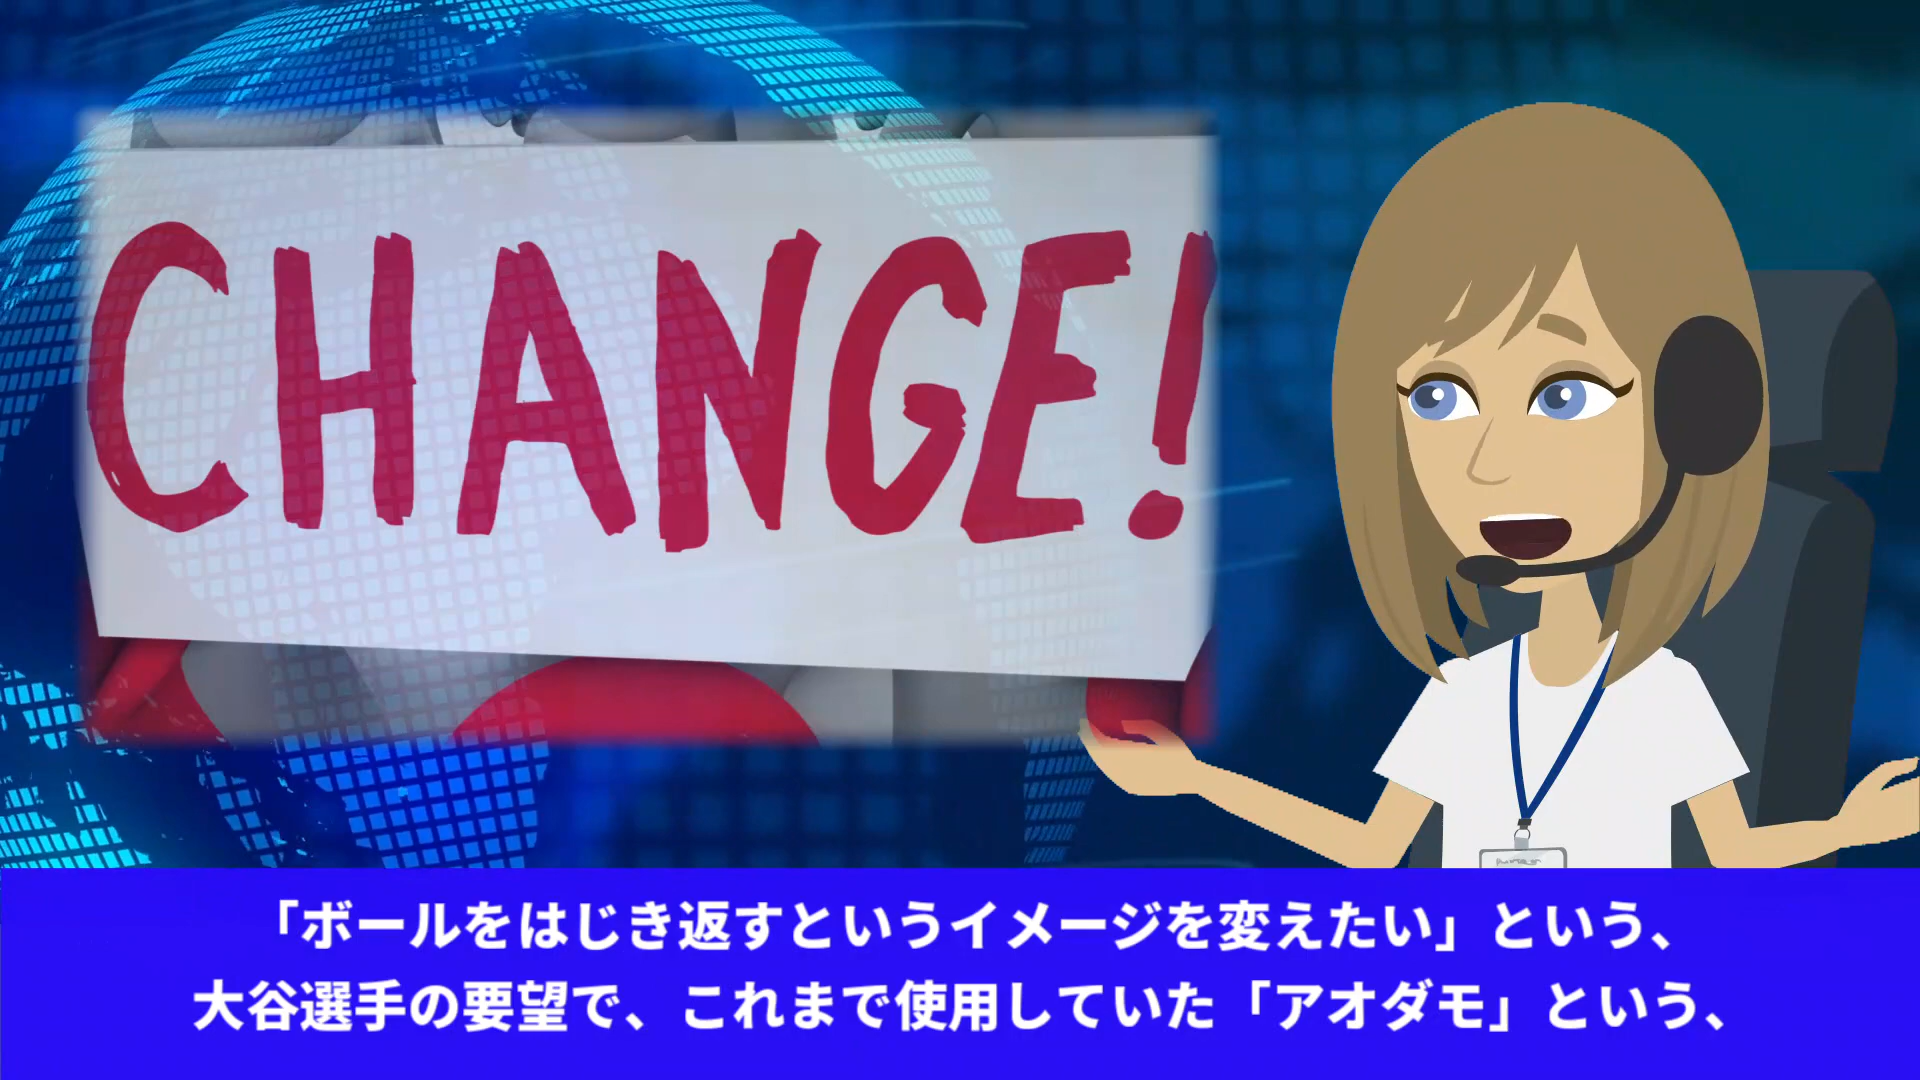 CHANGE!
「ボールをはじき返すというイメージを変えたい」という、
大谷選手の要望で、これまで使用していた「アオダモ」という、